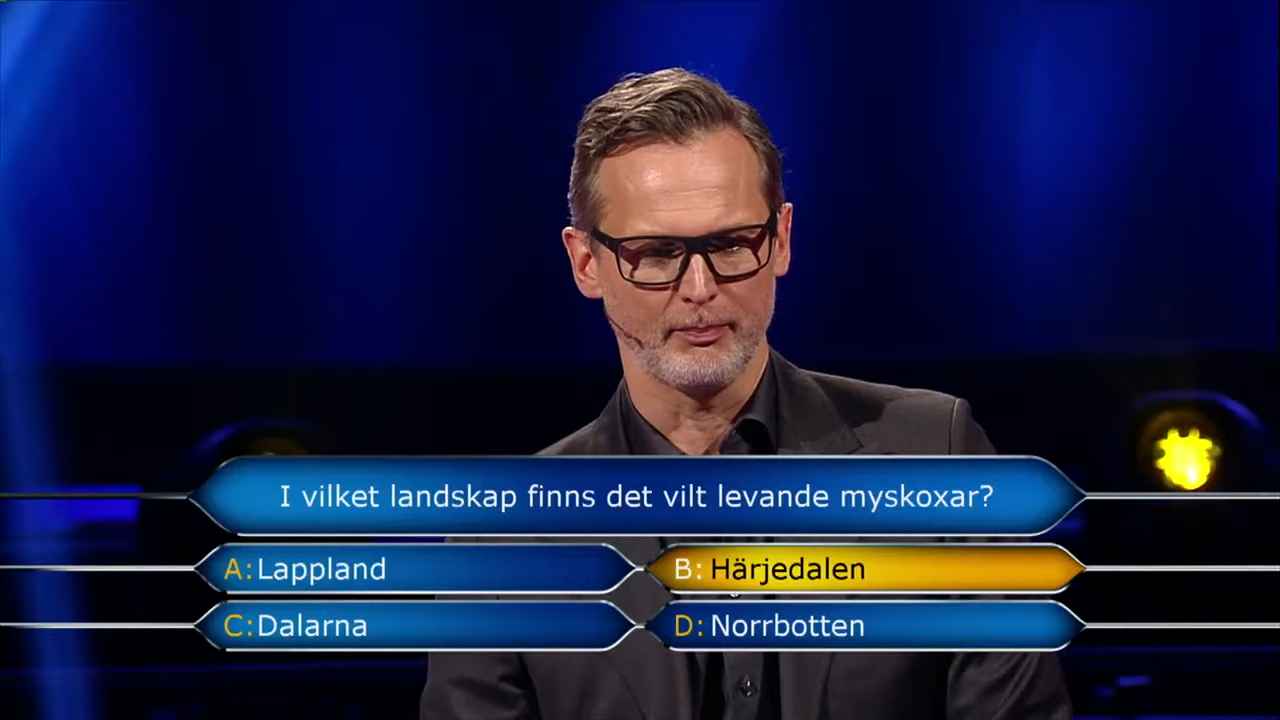 I vilket landskap finns det vilt levande myskoxar?
A: Lappland
B: Härjedalen
C: Dalarna
D: Norrbotten